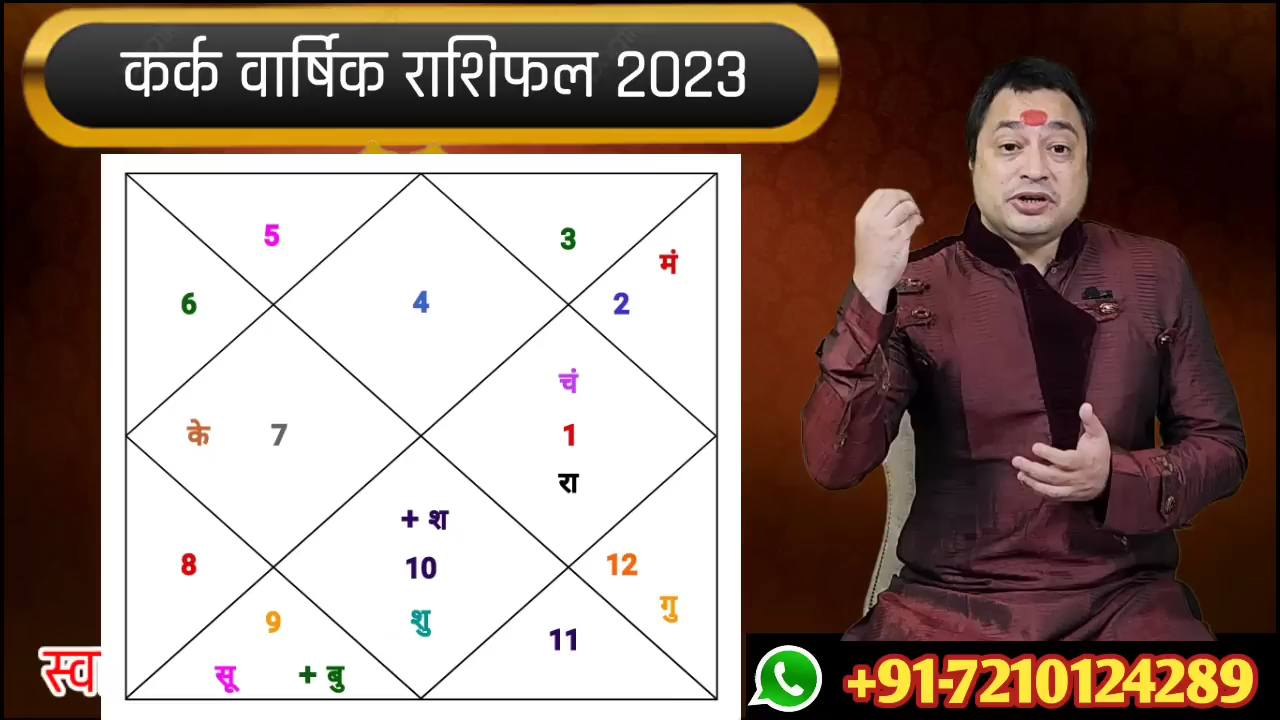 कर्क वार्षिक राशिफल 2023
5
3
मं
6
4
2
चं
के 7
1
रा
+ श
8
10
12
9
शु
गु
11
सू + बु
स्व
+91-7210124289